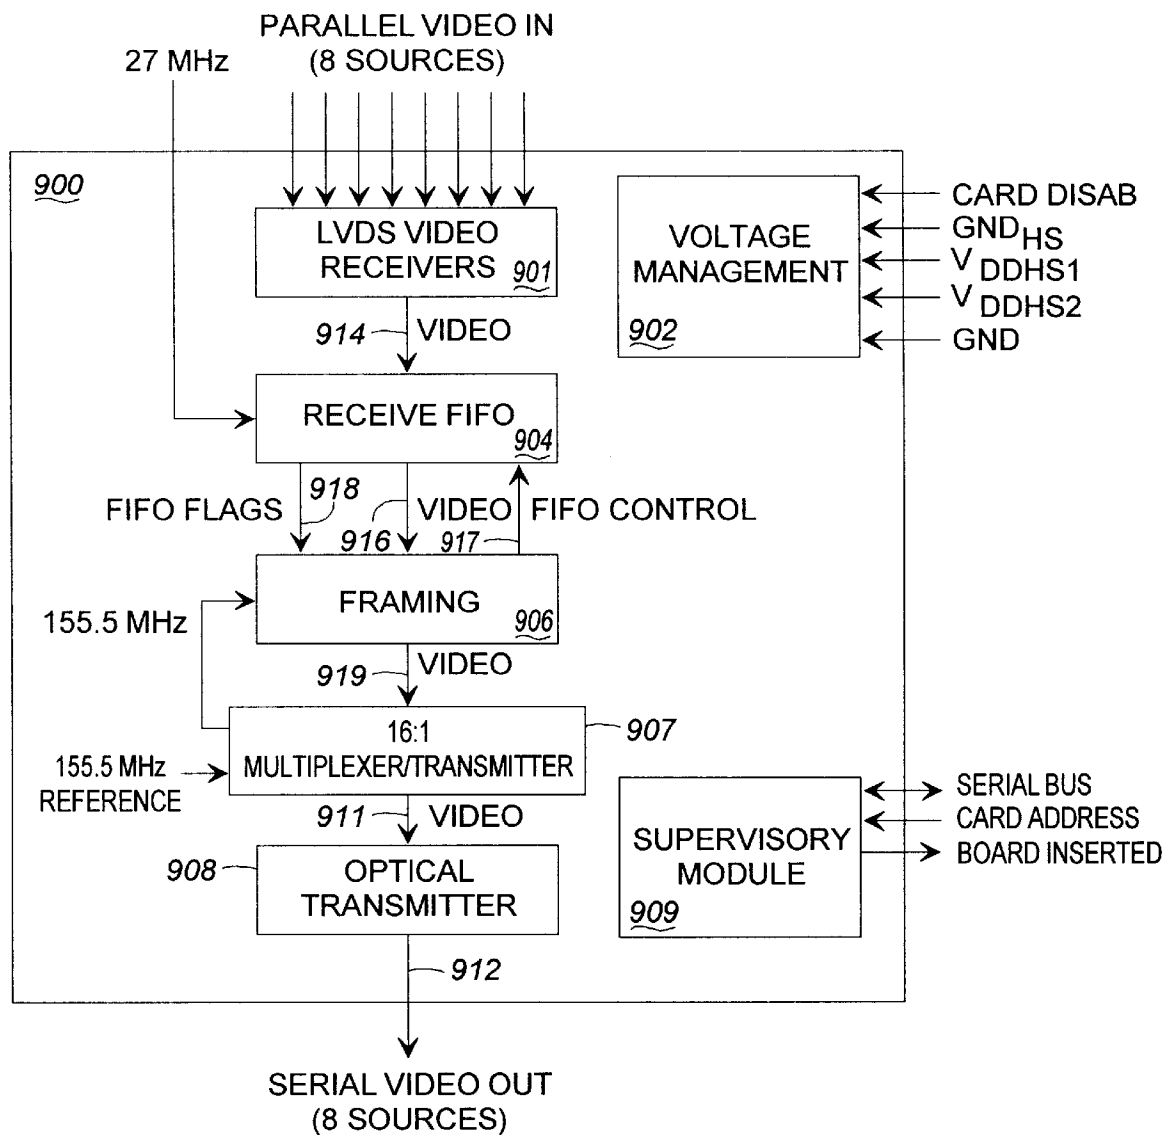 PARALLEL VIDEO IN
(8 SOURCES)
27 MHz
900
LVDS VIDEO
RECEIVERS
901
VOLTAGE
MANAGEMENT
902
CARD DISAB
GNDHS
V DDHS1
V DDHS2
GND
914
VIDEO
RECEIVE FIFO
904
FIFO FLAGS
918
916
VIDEO
917
FIFO CONTROL
FRAMING
906
155.5 MHz
919
VIDEO
16:1
MULTIPLEXER/TRANSMITTER
907
155.5 MHz
REFERENCE
911
VIDEO
908
OPTICAL
TRANSMITTER
SUPERVISORY
MODULE
909
SERIAL BUS
CARD ADDRESS
BOARD INSERTED
912
SERIAL VIDEO OUT
(8 SOURCES)